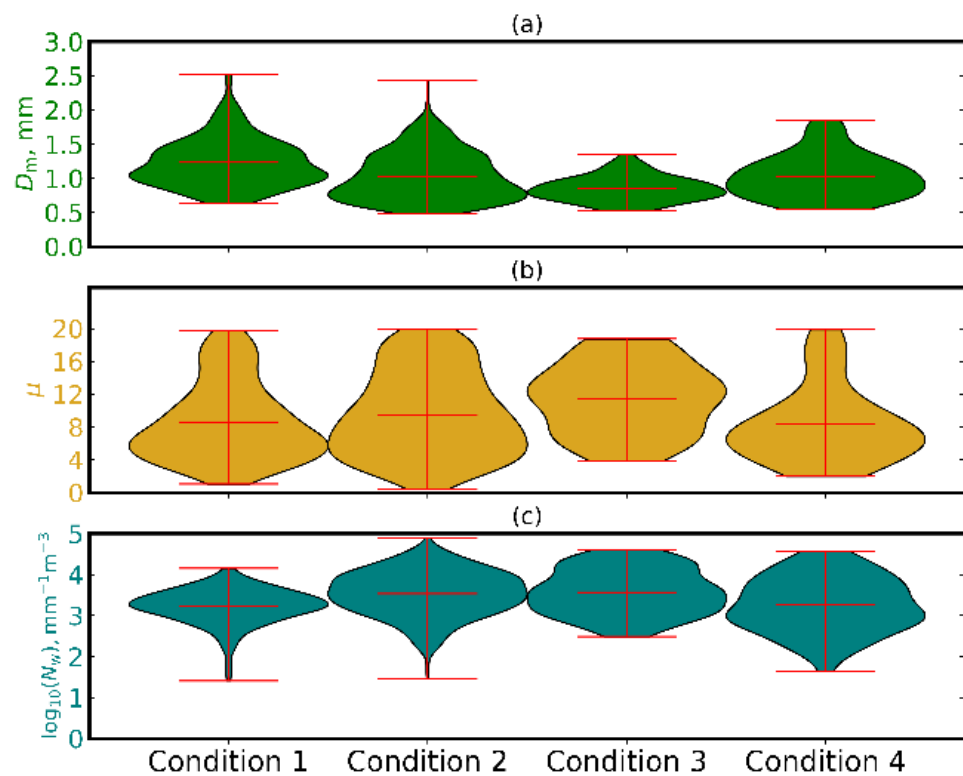 (a)
3.0
2.5
2.0
1.5
1.0
0.5
0.0
Dm, mm
(b)
20
16
12
8
4
0
μ
(c)
5
4
3
2
1
0
log10(Nw), mm−1m−3
Condition 1 Condition 2 Condition 3 Condition 4